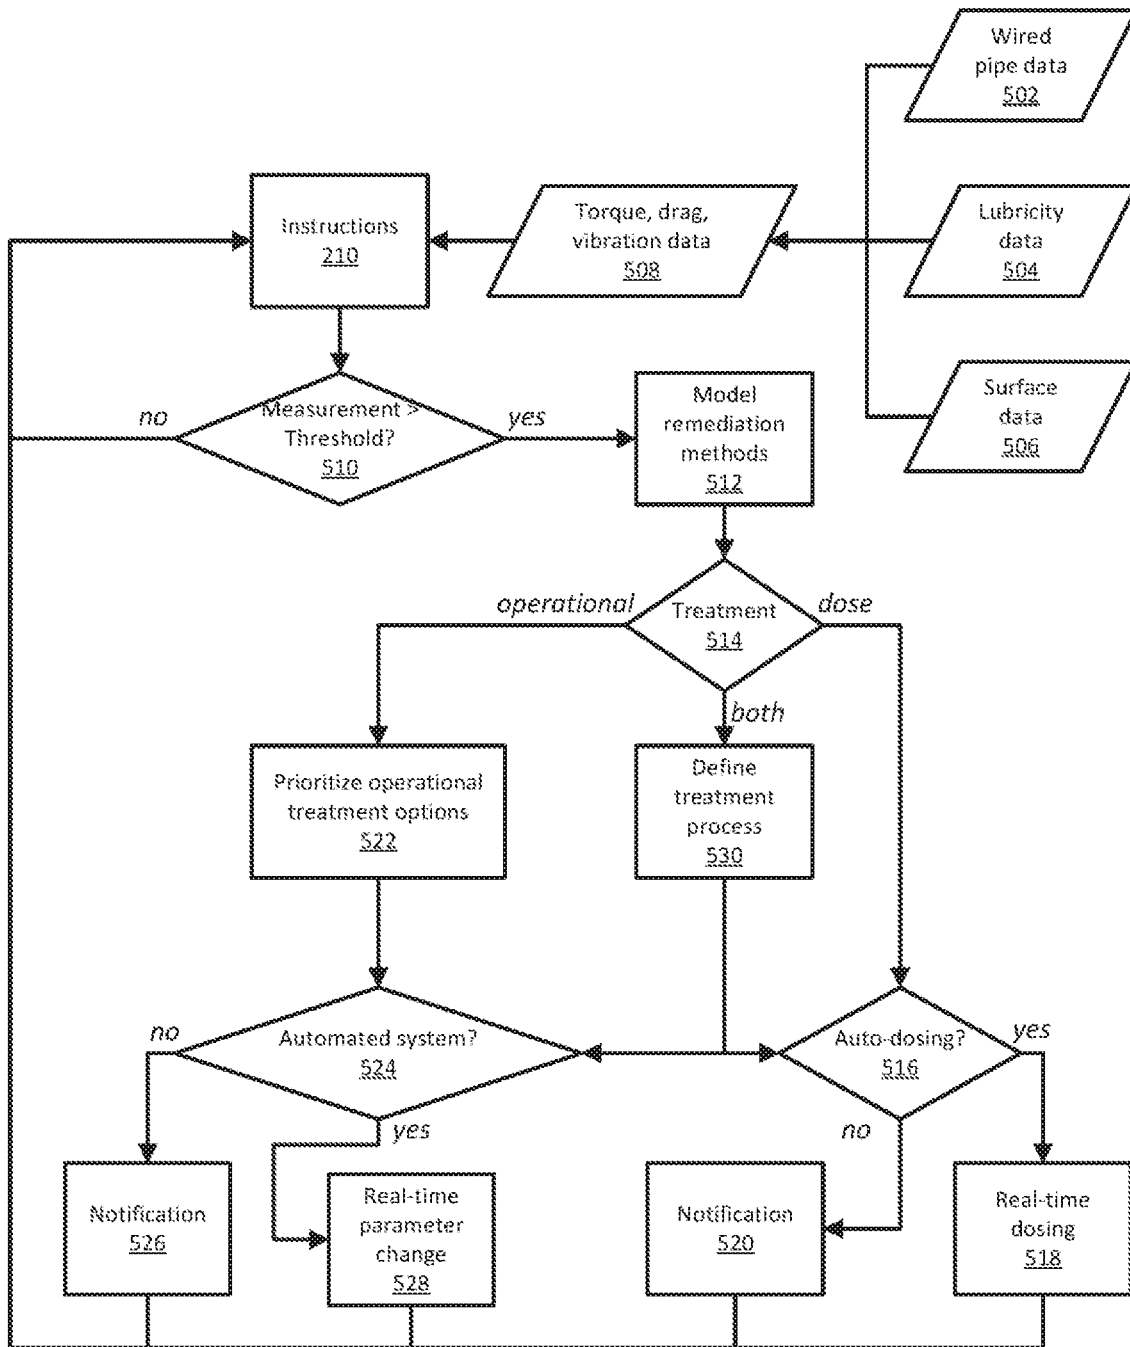 Wired
pipe data
502
Instructions
210
Torque, drag,
vibration data
508
Lubricity
data
504
Surface
data
506
no
Measurement >
Threshold?
510
yes
Model
remediation
methods
512
operational
Treatment
514
dose
both
Prioritize operational
treatment options
522
Define
treatment
process
530
no
Automated system?
524
yes
Auto-dosing?
516
yes
no
Notification
526
Real-time
parameter
change
528
Notification
520
Real-time
dosing
518